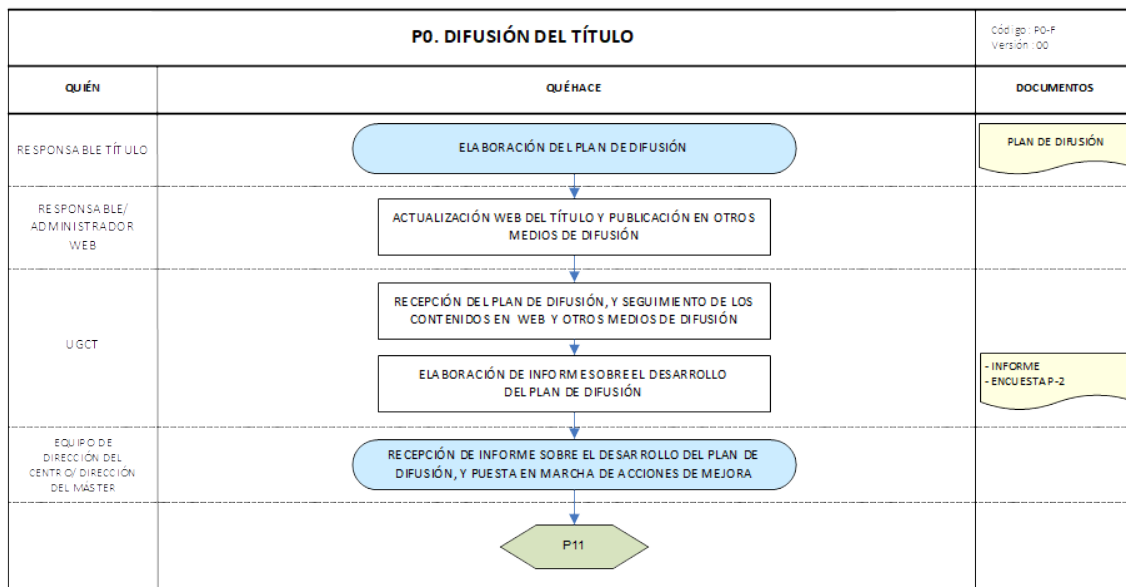 P0. DIFUSIÓN DEL TÍTULO
Código: P0-F
Versión: 00
QUIÉN
QUÉ HACE
DOCUMENTOS
RESPONSABLE TÍTULO
ELABORACIÓN DEL PLAN DE DIFUSIÓN
PLAN DE DIFUSIÓN
RESPONSABLE/
ADMINISTRADOR
WEB
ACTUALIZACIÓN WEB DEL TÍTULO Y PUBLICACIÓN EN OTROS
MEDIOS DE DIFUSIÓN
UGCT
RECEPCIÓN DEL PLAN DE DIFUSIÓN, Y SEGUIMIENTO DE LOS
CONTENIDOS EN WEB Y OTROS MEDIOS DE DIFUSIÓN
ELABORACIÓN DE INFORME SOBRE EL DESARROLLO
DEL PLAN DE DIFUSIÓN
- INFORME
- ENCUESTA P-2
EQUIPO DE
DIRECCIÓN DEL
CENTRO/ DIRECCIÓN
DEL MÁSTER
RECEPCIÓN DE INFORME SOBRE EL DESARROLLO DEL PLAN DE
DIFUSIÓN, Y PUESTA EN MARCHA DE ACCIONES DE MEJORA
P11